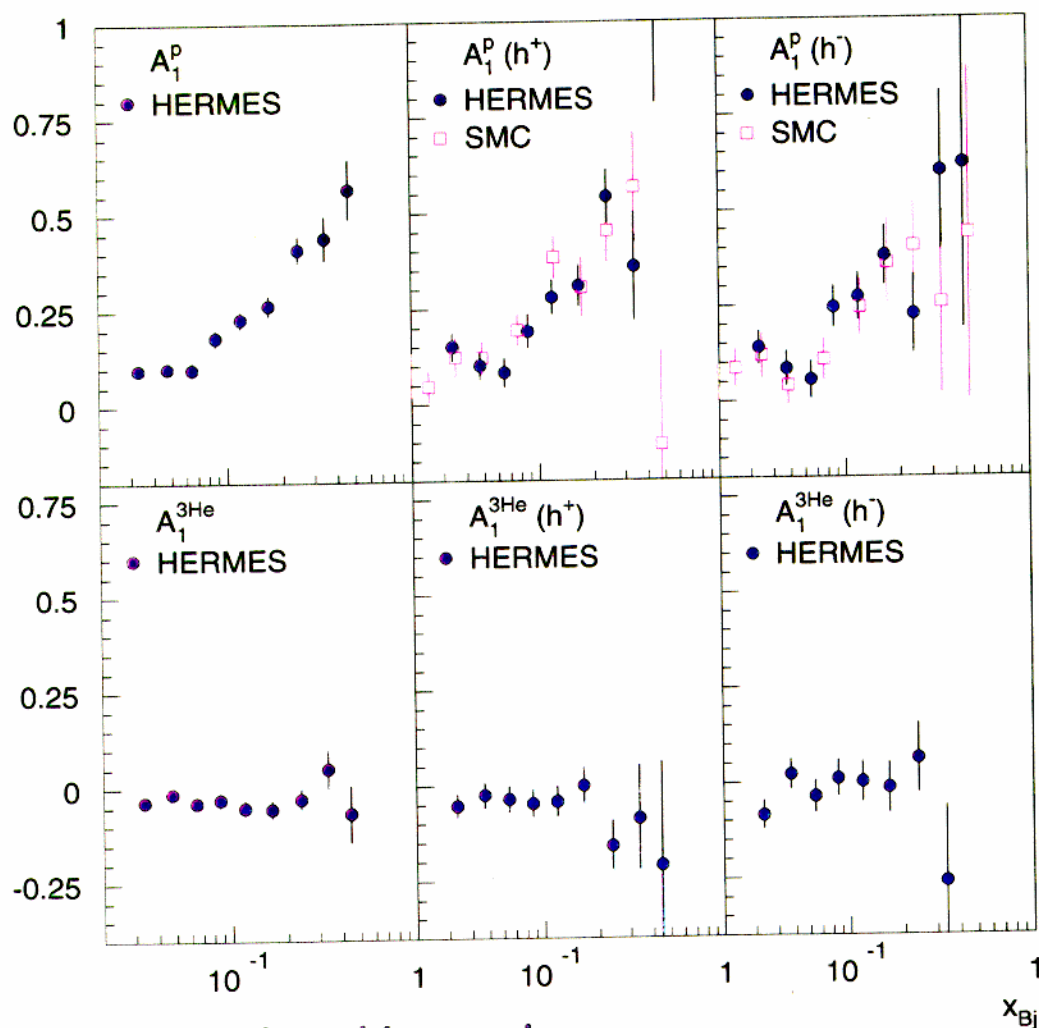 1
0.75
0.5
0.25
0
A₁ᵖ
HERMES
A₁ᵖ (h⁺)
HERMES
SMC
A₁ᵖ (h⁻)
HERMES
SMC
0.75
0.5
0.25
0
-0.25
A₁³ᴴᵉ
HERMES
A₁³ᴴᵉ (h⁺)
HERMES
A₁³ᴴᵉ (h⁻)
HERMES
10⁻¹ 1 10⁻¹ 1 10⁻¹ 1
x_Bj